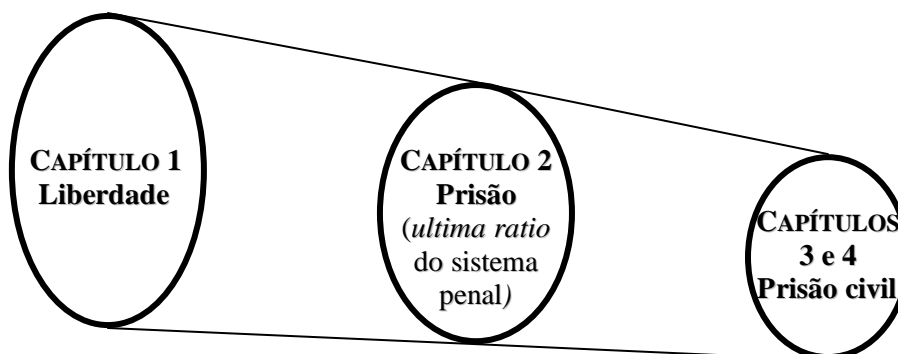 CAPÍTULO 1
Liberdade
CAPÍTULO 2
Prisão
(ultima ratio
do sistema
penal)
CAPÍTULOS
3 e 4
Prisão civil